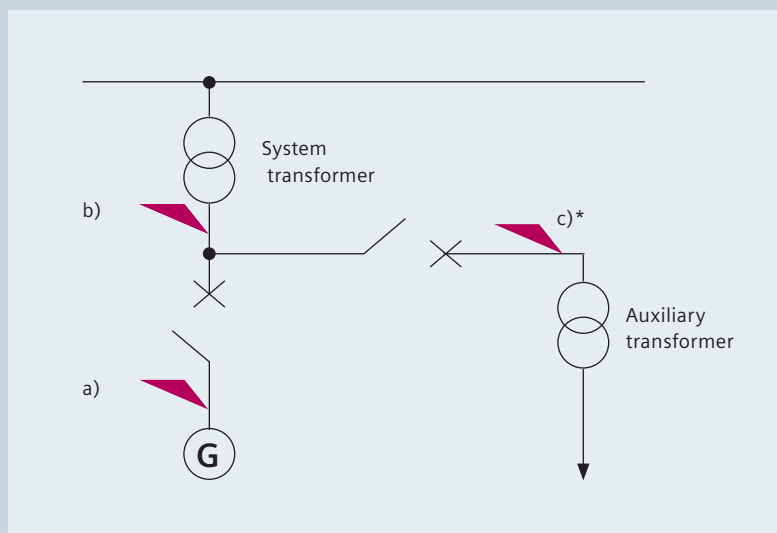 System
transformer
b)
c)*
Auxiliary
transformer
a)
G